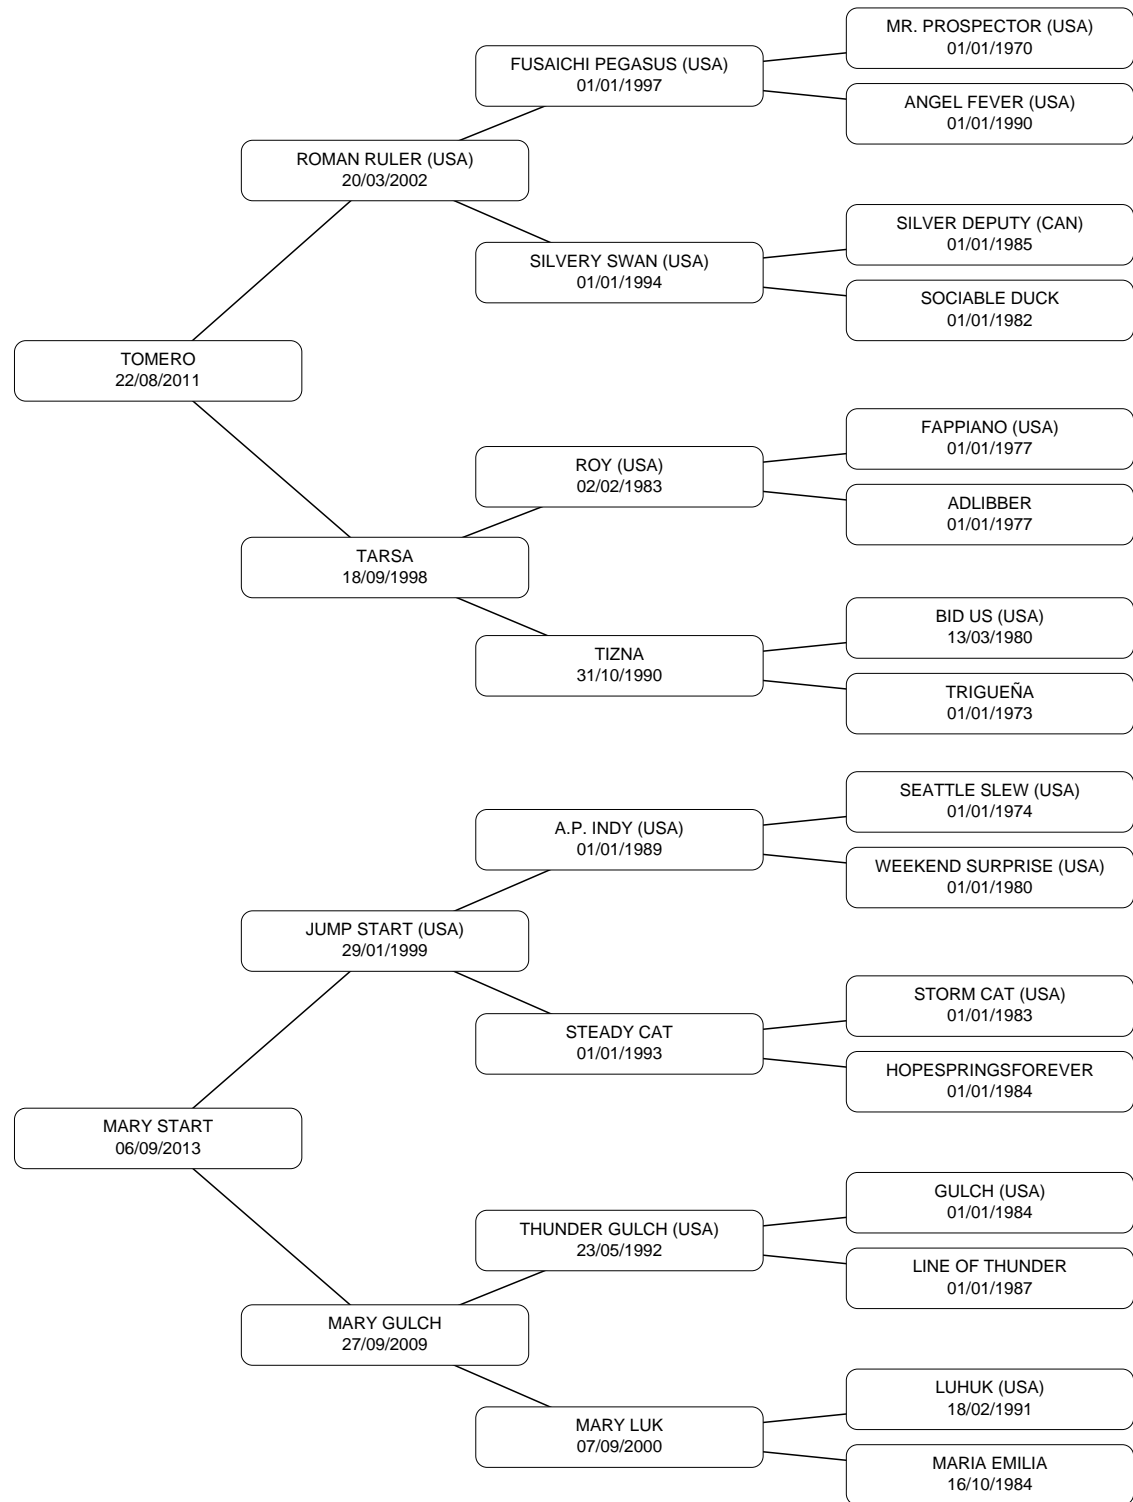 MR. PROSPECTOR (USA)
01/01/1970
FUSAICHI PEGASUS (USA)
01/01/1997
ANGEL FEVER (USA)
01/01/1990
ROMAN RULER (USA)
20/03/2002
SILVER DEPUTY (CAN)
01/01/1985
SILVERY SWAN (USA)
01/01/1994
SOCIABLE DUCK
01/01/1982
TOMERO
22/08/2011
FAPPIANO (USA)
01/01/1977
ROY (USA)
02/02/1983
ADLIBBER
01/01/1977
TARSA
18/09/1998
BID US (USA)
13/03/1980
TIZNA
31/10/1990
TRIGUEÑA
01/01/1973
SEATTLE SLEW (USA)
01/01/1974
A.P. INDY (USA)
01/01/1989
WEEKEND SURPRISE (USA)
01/01/1980
JUMP START (USA)
29/01/1999
STORM CAT (USA)
01/01/1983
STEADY CAT
01/01/1993
HOPESPRINGSFOREVER
01/01/1984
MARY START
06/09/2013
GULCH (USA)
01/01/1984
THUNDER GULCH (USA)
23/05/1992
LINE OF THUNDER
01/01/1987
MARY GULCH
27/09/2009
LUHUK (USA)
18/02/1991
MARY LUK
07/09/2000
MARIA EMILIA
16/10/1984